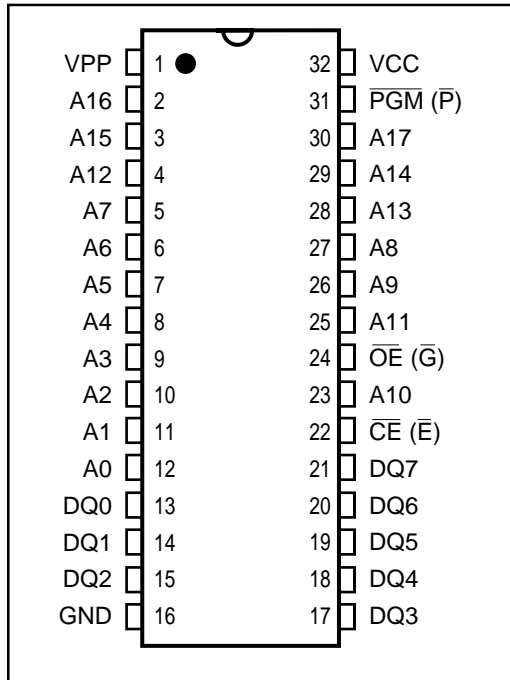 VPP 1 32 VCC
A16 2 31 P̅G̅M̅ (P̅)
A15 3 30 A17
A12 4 29 A14
A7 5 28 A13
A6 6 27 A8
A5 7 26 A9
A4 8 25 A11
A3 9 24 O̅E̅ (G̅)
A2 10 23 A10
A1 11 22 C̅E̅ (E̅)
A0 12 21 DQ7
DQ0 13 20 DQ6
DQ1 14 19 DQ5
DQ2 15 18 DQ4
GND 16 17 DQ3